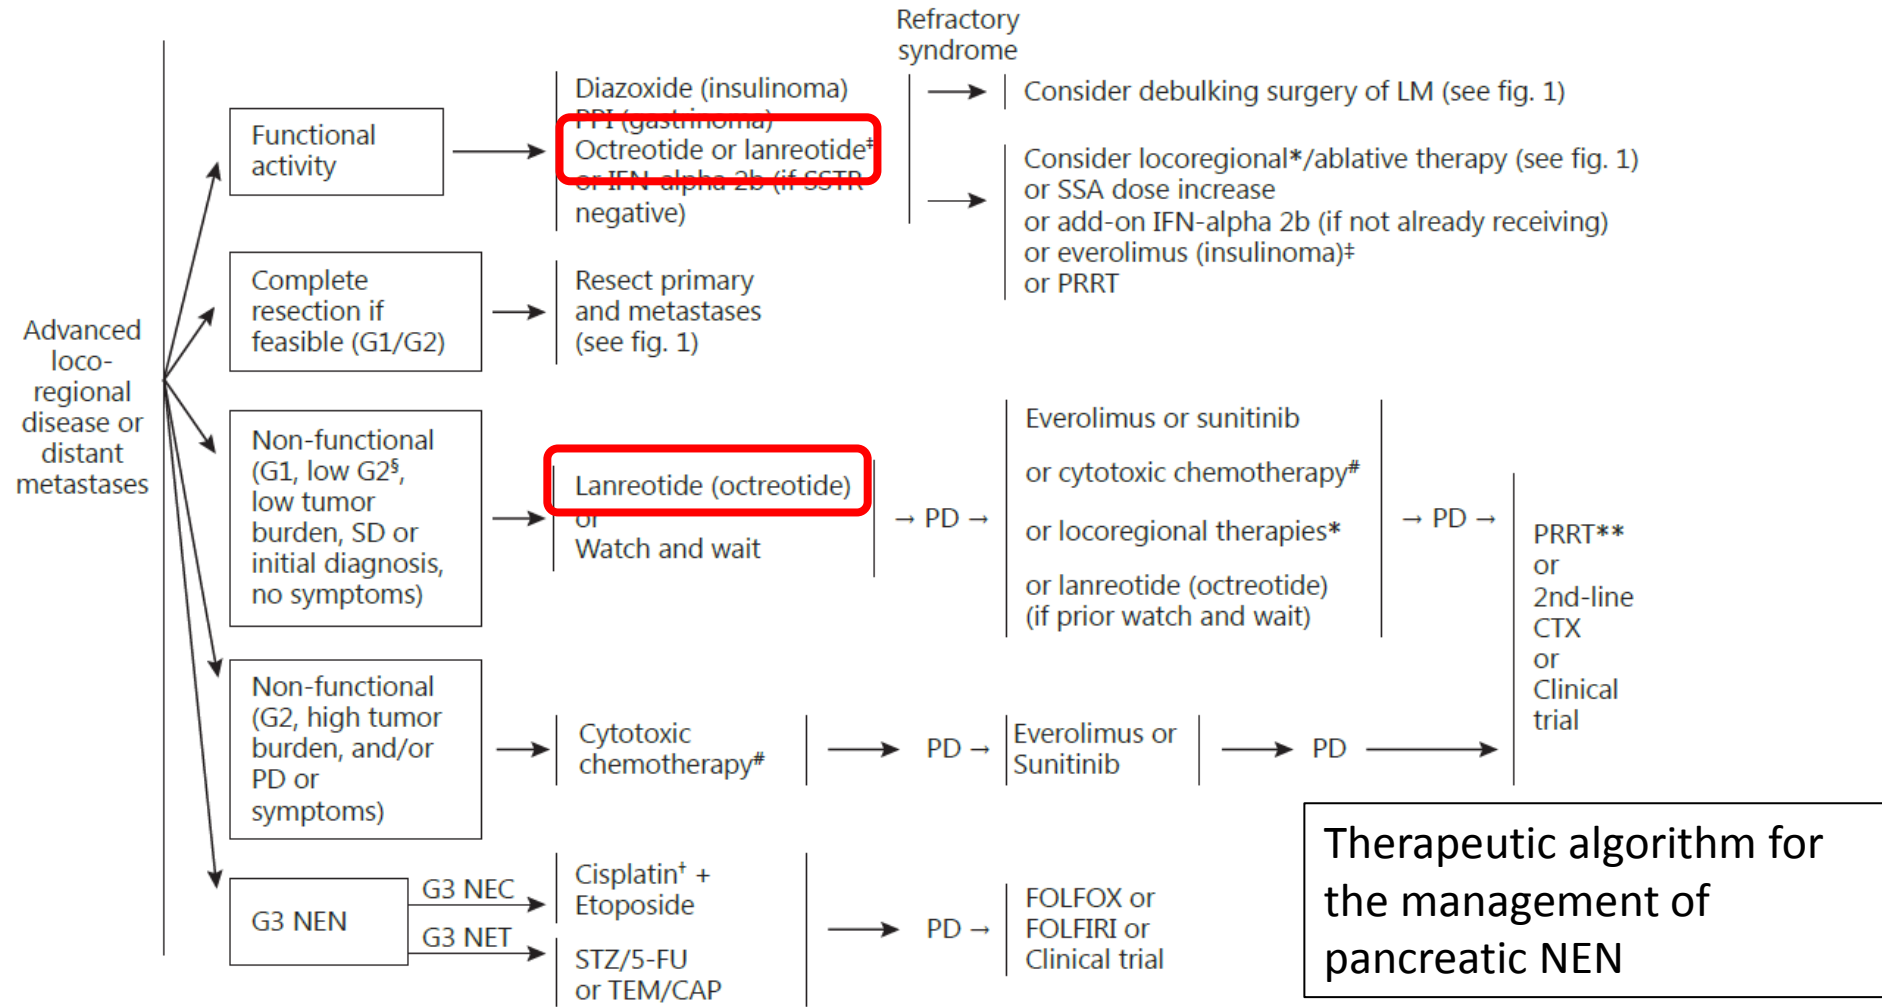 Refractory
syndrome
Advanced
loco-
regional
disease or
distant
metastases
Functional
activity
Diazoxide (insulinoma)
PPI (gastrinoma)
Octreotide or lanreotide‡
or IFN-alpha 2b (if SSTR
negative)
Consider debulking surgery of LM (see fig. 1)
Consider locoregional*/ablative therapy (see fig. 1)
or SSA dose increase
or add-on IFN-alpha 2b (if not already receiving)
or everolimus (insulinoma)‡
or PRRT
Complete
resection if
feasible (G1/G2)
Resect primary
and metastases
(see fig. 1)
Non-functional
(G1, low G2§,
low tumor
burden, SD or
initial diagnosis,
no symptoms)
Lanreotide (octreotide)
or
Watch and wait
→ PD →
Everolimus or sunitinib
or cytotoxic chemotherapy#
or locoregional therapies*
or lanreotide (octreotide)
(if prior watch and wait)
→ PD →
PRRT**
or
2nd-line
CTX
or
Clinical
trial
Non-functional
(G2, high tumor
burden, and/or
PD or
symptoms)
Cytotoxic
chemotherapy#
PD →
Everolimus or
Sunitinib
PD
G3 NEN
G3 NEC
Cisplatin† +
Etoposide
G3 NET
STZ/5-FU
or TEM/CAP
PD →
FOLFOX or
FOLFIRI or
Clinical trial
Therapeutic algorithm for
the management of
pancreatic NEN